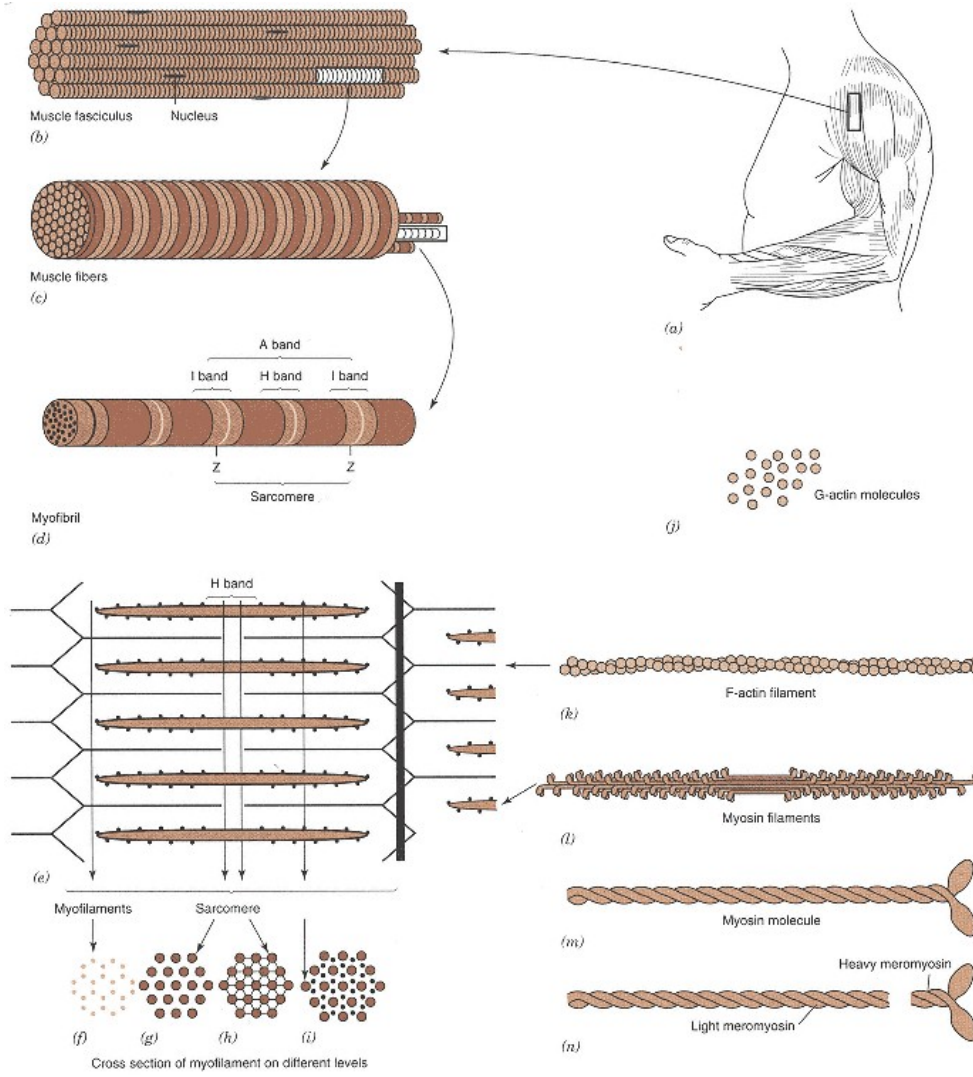 Muscle fasciculus Nucleus
(b)
Muscle fibers
(c)
(a)
A band
I band H band I band
Z Z
Sarcomere
Myofibril
(d)
G-actin molecules
(j)
H band
F-actin filament
(k)
Myosin filaments
(l)
(e)
Myofilaments Sarcomere
Myosin molecule
(m)
Heavy meromyosin
Light meromyosin
(n)
(f) (g) (h) (i)
Cross section of myofilament on different levels